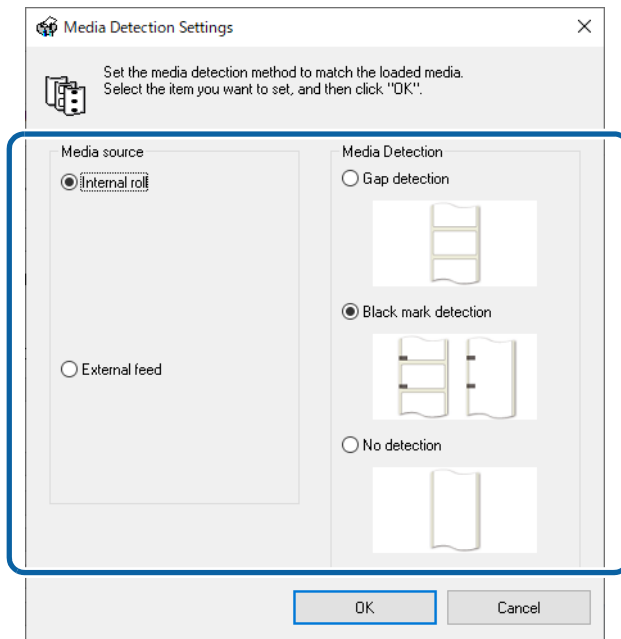 Media Detection Settings
Set the media detection method to match the loaded media.
Select the item you want to set, and then click "OK".
Media source
Internal roll
External feed
Media Detection
Gap detection
Black mark detection
No detection
OK
Cancel